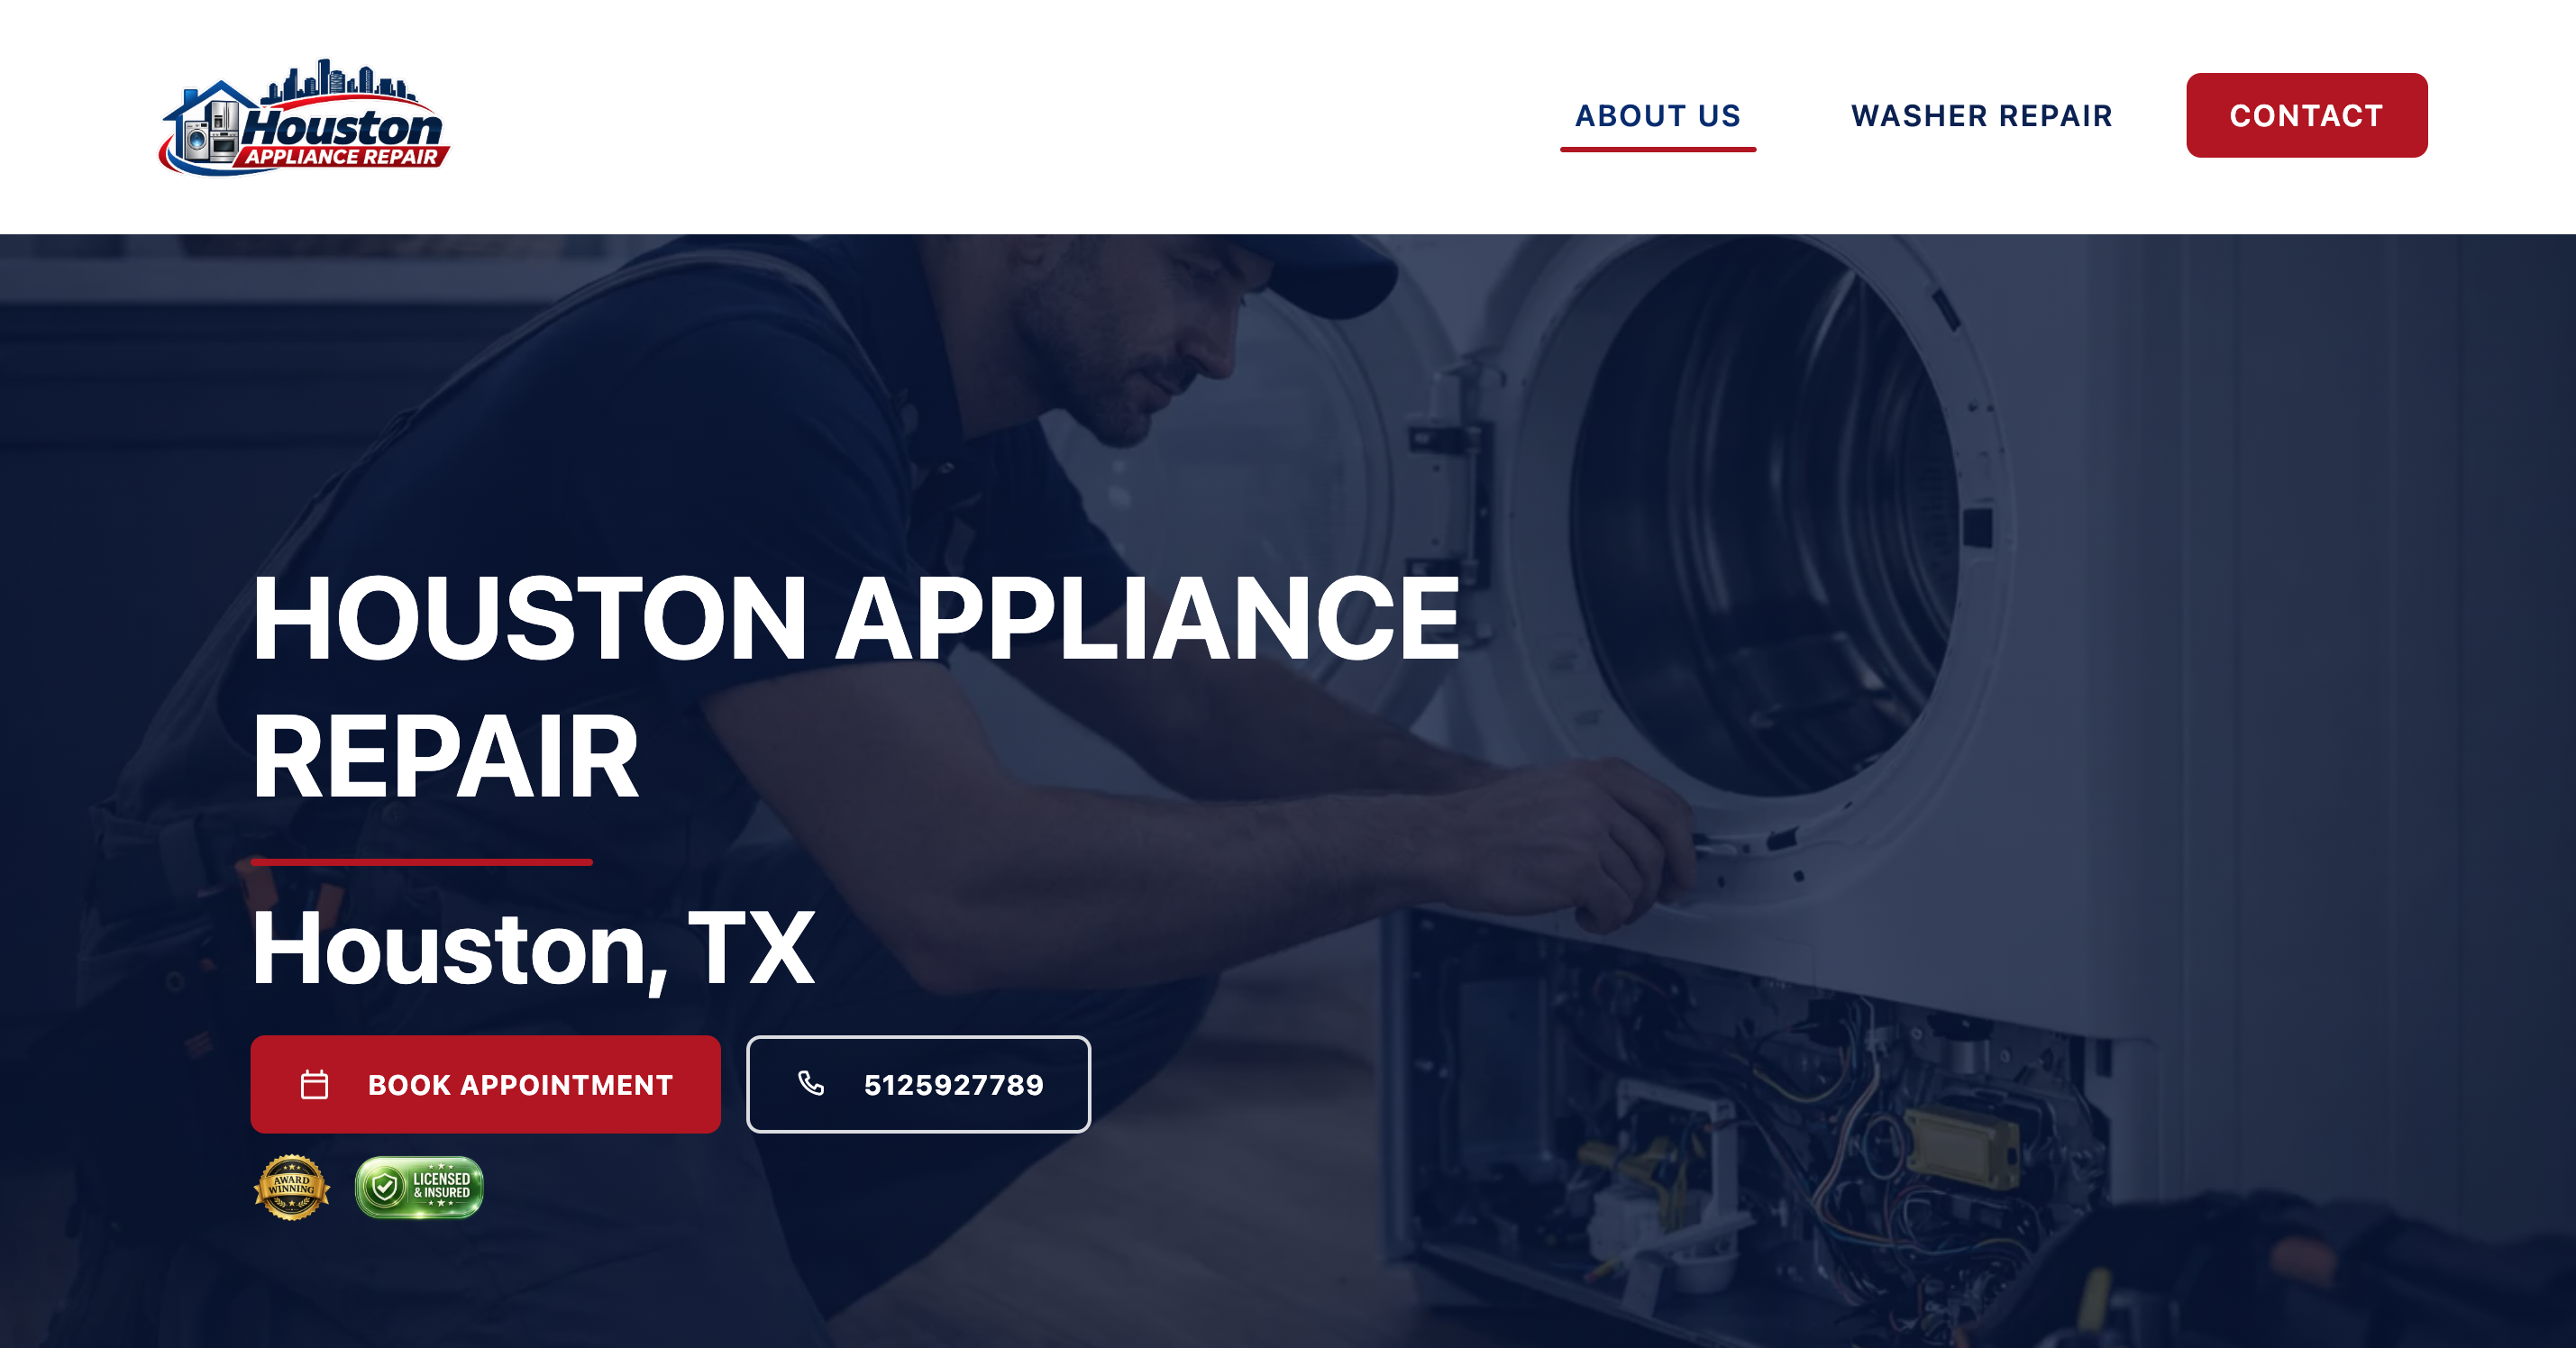 Houston
APPLIANCE REPAIR
ABOUT US
WASHER REPAIR
CONTACT
HOUSTON APPLIANCE
REPAIR
Houston, TX
BOOK APPOINTMENT
5125927789
AWARD
WINNING
LICENSED
& INSURED